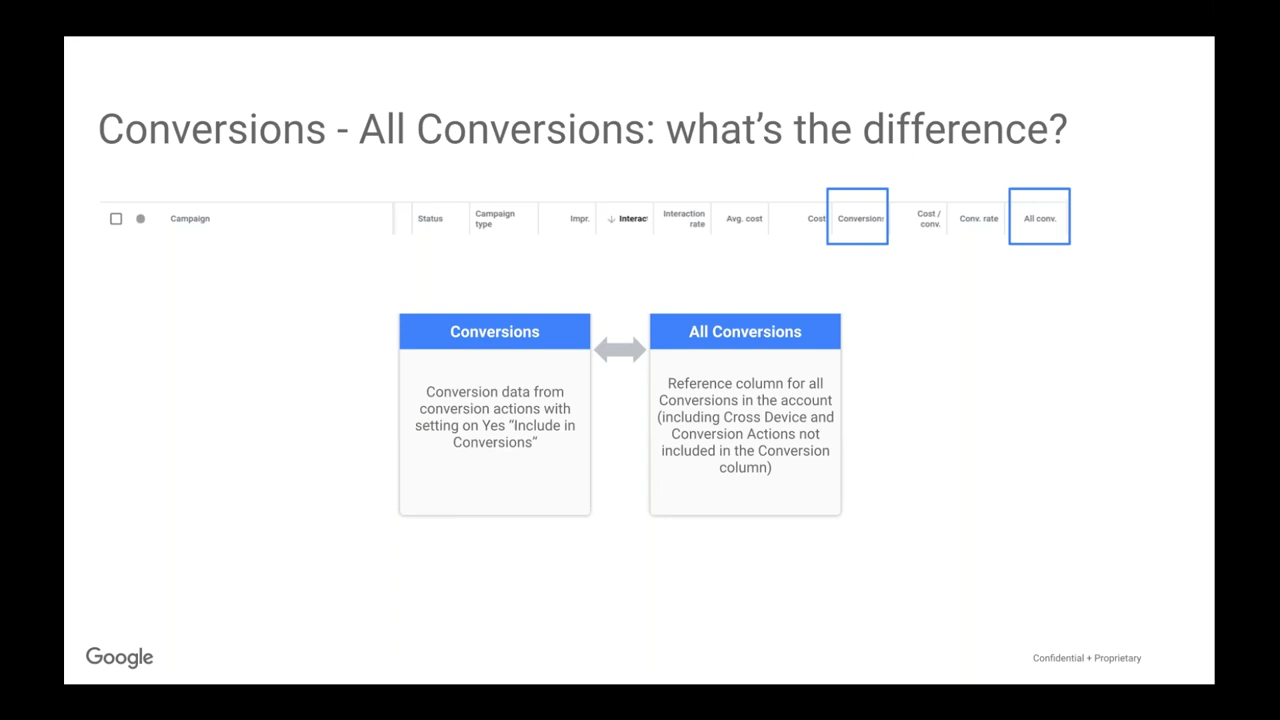 Conversions - All Conversions: what's the difference?
Campaign
Status
Campaign
type
Impr.
Interac
Interaction
rate
Avg. cost
Cost
Conversions
Cost /
conv.
Conv. rate
All conv.
Conversions
Conversion data from
conversion actions with
setting on Yes “Include in
Conversions”
All Conversions
Reference column for all
Conversions in the account
(including Cross Device and
Conversion Actions not
included in the Conversion
column)
Google
Confidential + Proprietary